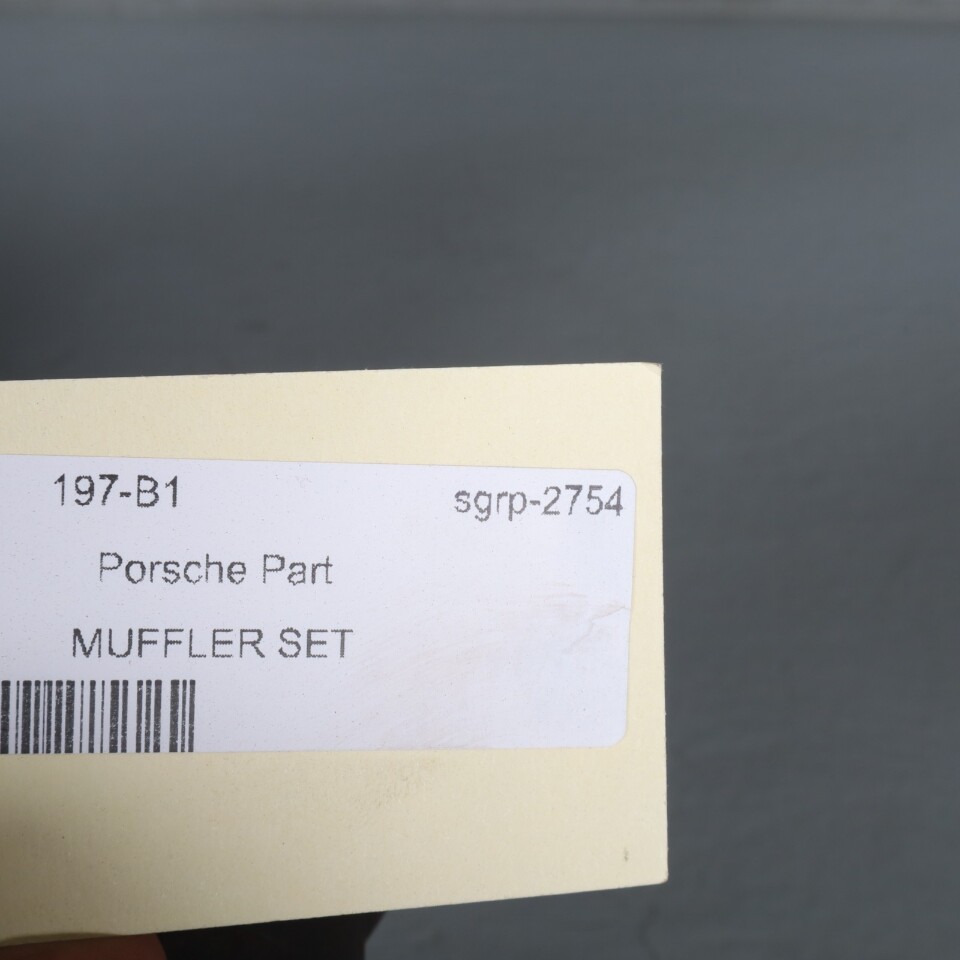 197-B1 sgrp-2754
Porsche Part
MUFFLER SET